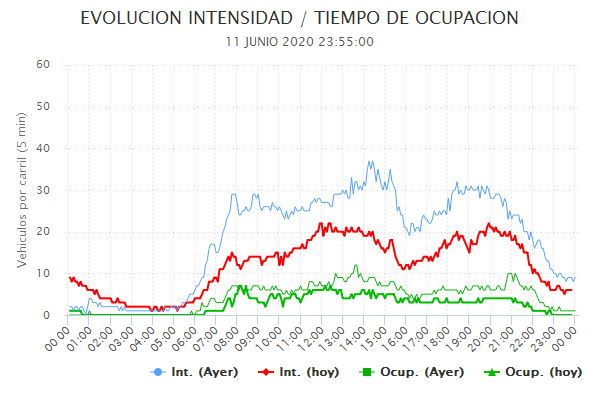 EVOLUCION INTENSIDAD / TIEMPO DE OCUPACION
11 JUNIO 2020 23:55:00
Vehiculos por carril (5 min)
60
50
40
30
20
10
0
00:00 01:00 02:00 03:00 04:00 05:00 06:00 07:00 08:00 09:00 10:00 11:00 12:00 13:00 14:00 15:00 16:00 17:00 18:00 19:00 20:00 21:00 22:00 23:00 00:00
Int. (Ayer) Int. (hoy) Ocup. (Ayer) Ocup. (hoy)